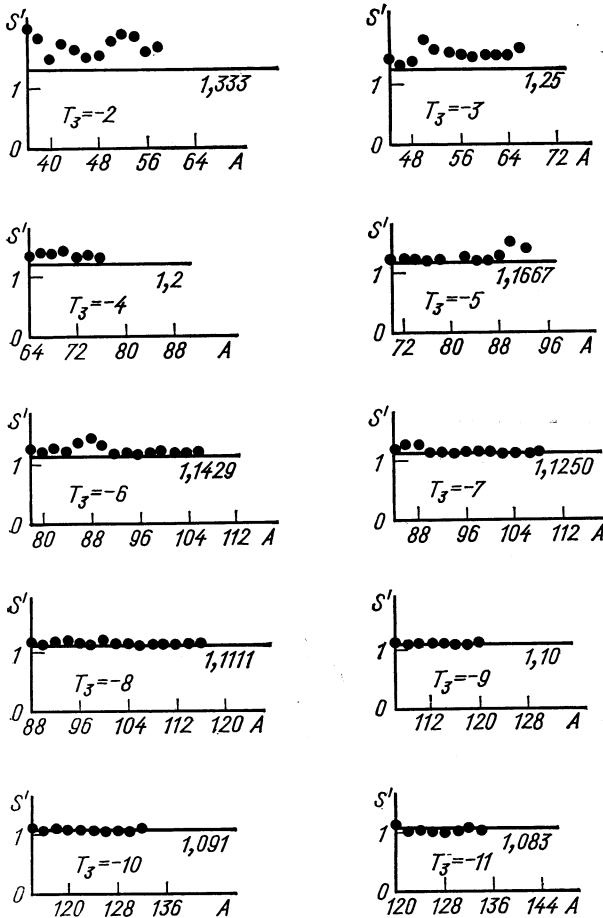 S'
1
1,333
T₃=-2
0
40 48 56 64 A
S'
1
1,25
T₃=-3
0
48 56 64 72 A
S'
1
1,2
T₃=-4
0
64 72 80 88 A
S'
1
1,1667
T₃=-5
0
72 80 88 96 A
S'
1
1,1429
T₃=-6
0
80 88 96 104 112 A
S'
1
1,1250
T₃=-7
0
88 96 104 112 A
S'
1
1,1111
T₃=-8
0
88 96 104 112 120 A
S'
1
1,10
T₃=-9
0
112 120 128 A
S'
1
1,091
T₃=-10
0
120 128 136 A
S'
1
1,083
T₃=-11
0
120 128 136 144 A